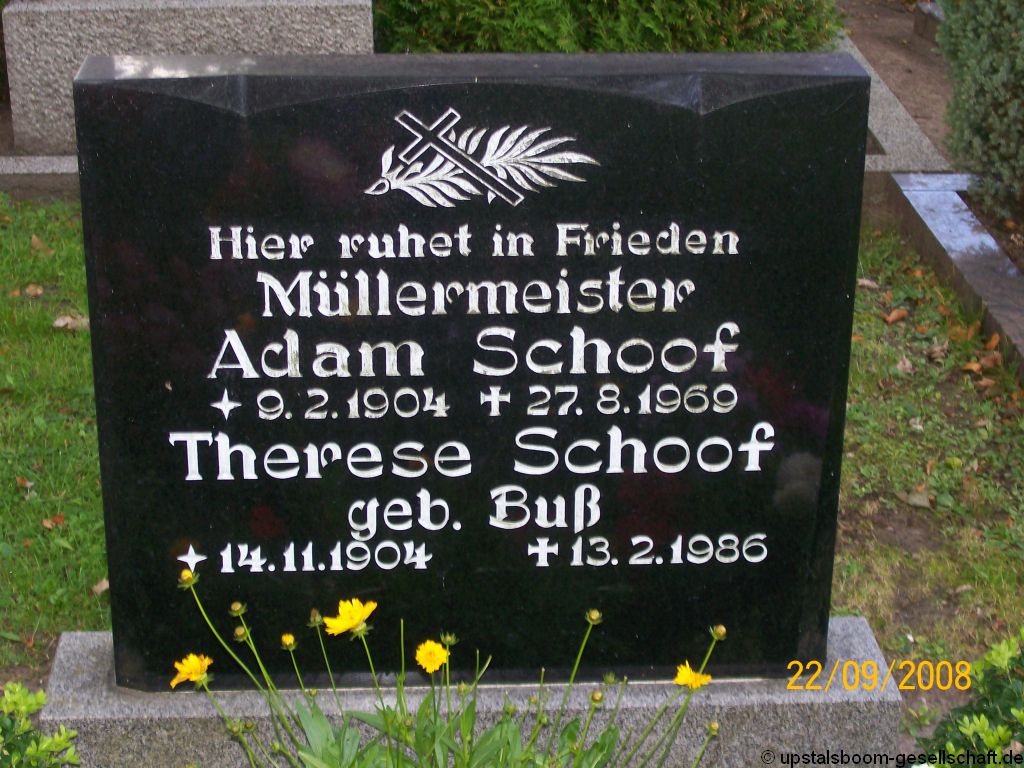 Hier ruhet in Frieden
Müllermeister
Adam Schoof
✦ 9.2.1904 ✝ 27.8.1969
Therese Schoof
geb. Buß
✦ 14.11.1904 ✝ 13.2.1986
22/09/2008
© upstalsboom-gesellschaft.de